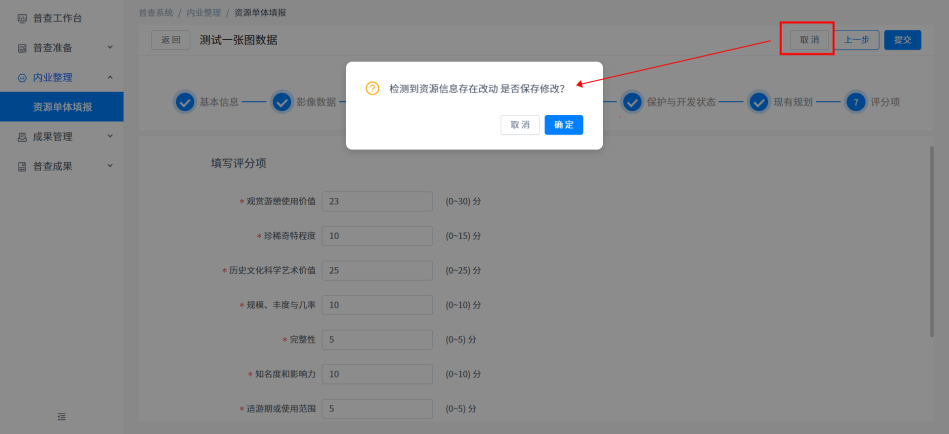 普查工作台
普查准备
内业整理
资源单体填报
成果管理
普查成果
普查系统 / 内业整理 / 资源单体填报
返 回 测试一张图数据 取 消 上一步 提交
检测到资源信息存在改动 是否保存修改?
取 消 确 定
基本信息 影像数据 保护与开发状态 现有规划 7 评分项
填写评分项
* 观赏游憩使用价值 23 (0~30) 分
* 珍稀奇特程度 10 (0~15) 分
* 历史文化科学艺术价值 25 (0~25) 分
* 规模、丰度与几率 10 (0~10) 分
* 完整性 5 (0~5) 分
* 知名度和影响力 10 (0~10) 分
* 适游期或使用范围 5 (0~5) 分